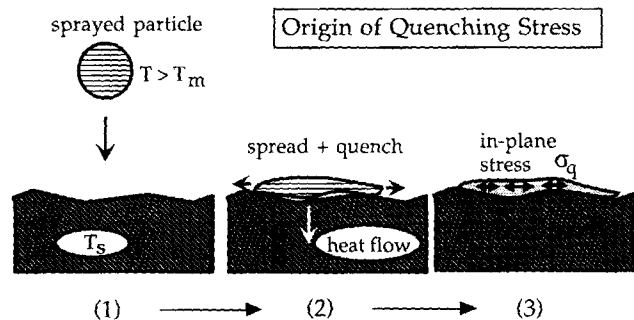 sprayed particle
Origin of Quenching Stress
T > Tm
spread + quench
in-plane
stress
σq
Ts
heat flow
(1)
(2)
(3)